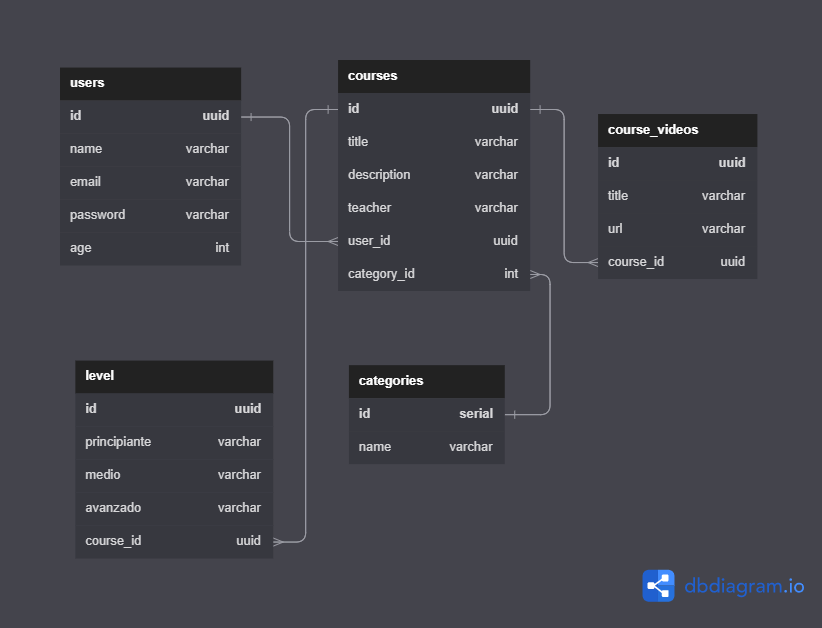 users
id uuid
name varchar
email varchar
password varchar
age int
courses
id uuid
title varchar
description varchar
teacher varchar
user_id uuid
category_id int
course_videos
id uuid
title varchar
url varchar
course_id uuid
level
id uuid
principiante varchar
medio varchar
avanzado varchar
course_id uuid
categories
id serial
name varchar
dbdiagram.io